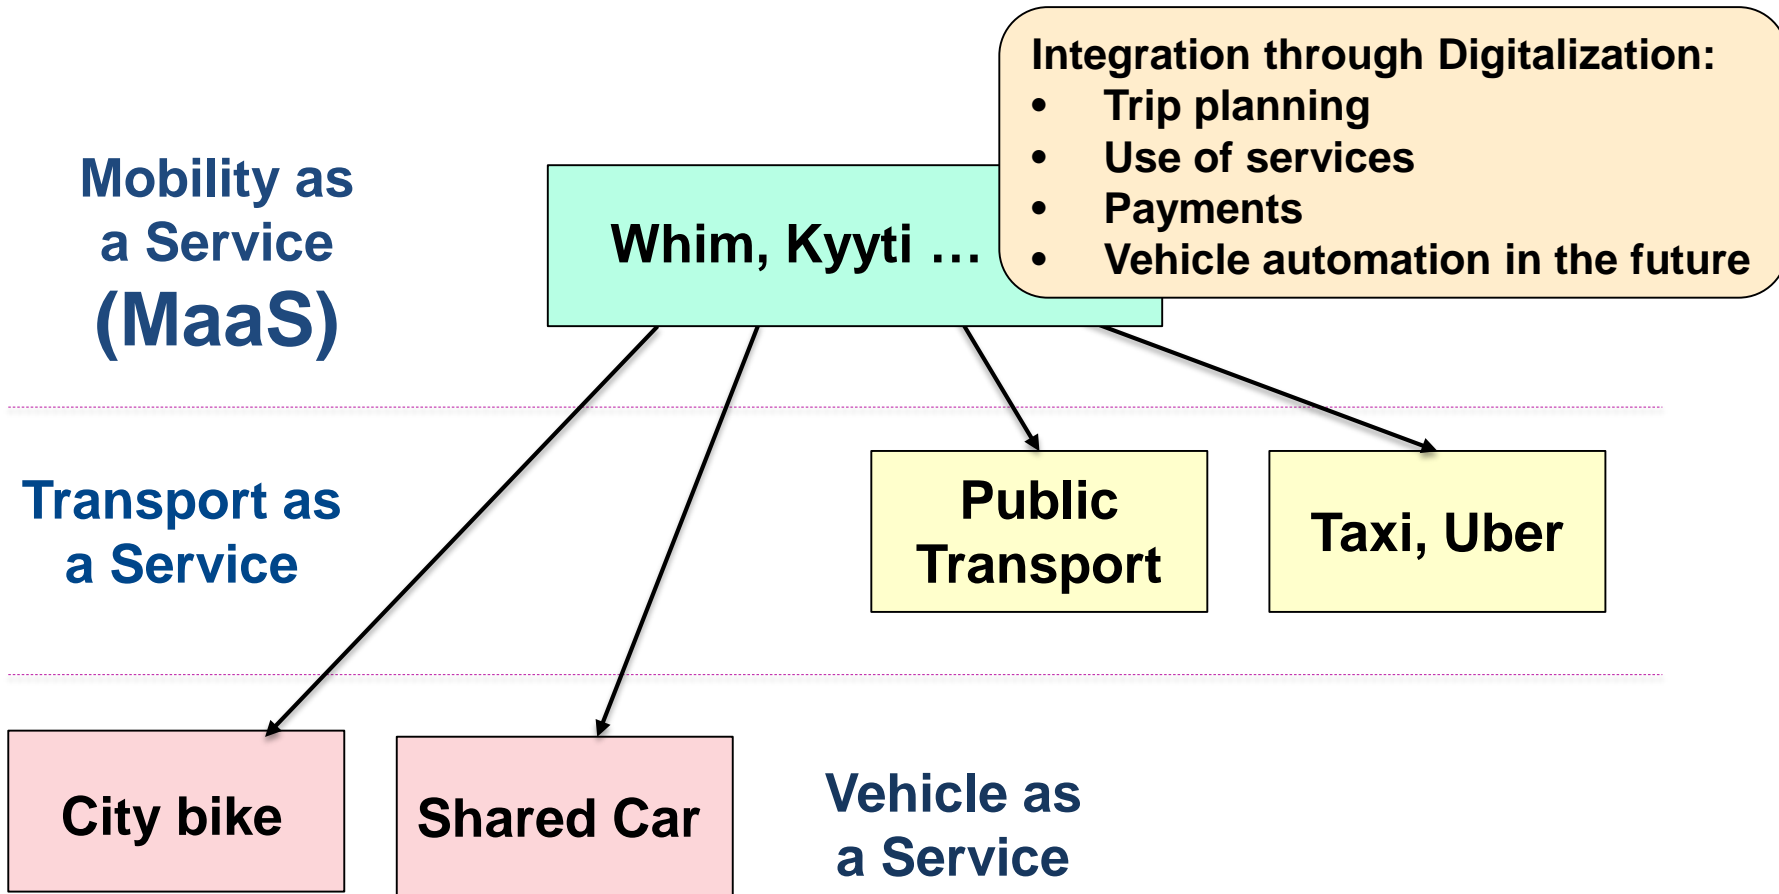 Integration through Digitalization:
• Trip planning
• Use of services
• Payments
• Vehicle automation in the future
Mobility as
a Service
(MaaS)
Whim, Kyyti …
Transport as
a Service
Public
Transport
Taxi, Uber
City bike
Shared Car
Vehicle as
a Service